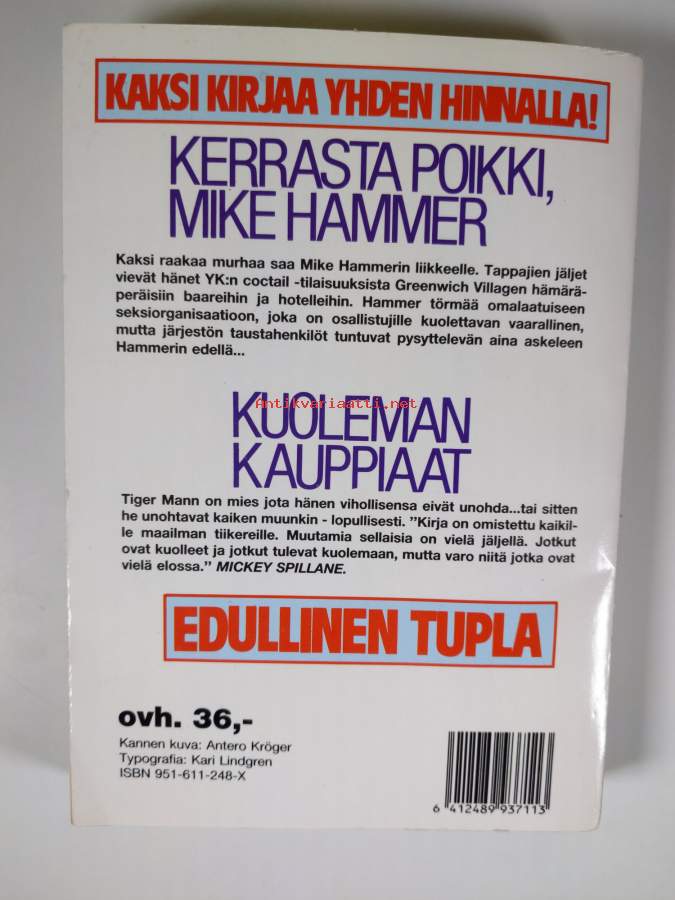 KAKSI KIRJAA YHDEN HINNALLA!
KERRASTA POIKKI,
MIKE HAMMER
Kaksi raakaa murhaa saa Mike Hammerin liikkeelle. Tappajien jäljet
vievät hänet YK:n coctail -tilaisuuksista Greenwich Villagen hämärä-
peräisiin baareihin ja hotelleihin. Hammer törmää omalaatuiseen
seksiorganisaatioon, joka on osallistujille kuolettavan vaarallinen,
mutta järjestön taustahenkilöt tuntuvat pysyttelevän aina askeleen
Hammerin edellä...
Antikvariaatti.net
KUOLEMAN
KAUPPIAAT
Tiger Mann on mies jota hänen vihollisensa eivät unohda...tai sitten
he unohtavat kaiken muunkin - lopullisesti. ”Kirja on omistettu kaikil-
le maailman tiikereille. Muutamia sellaisia on vielä jäljellä. Jotkut
ovat kuolleet ja jotkut tulevat kuolemaan, mutta varo niitä jotka ovat
vielä elossa.” MICKEY SPILLANE.
EDULLINEN TUPLA
ovh. 36,-
Kannen kuva: Antero Kröger
Typografia: Kari Lindgren
ISBN 951-611-248-X
6 412489 937113